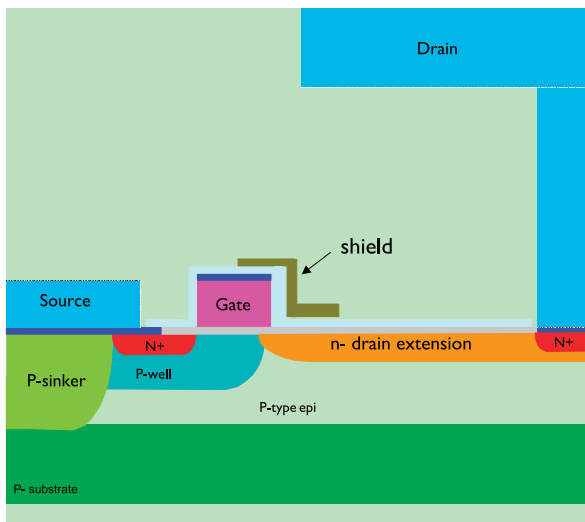 Drain
shield
Source
Gate
N+
n- drain extension
N+
P-sinker
P-well
P-type epi
P- substrate